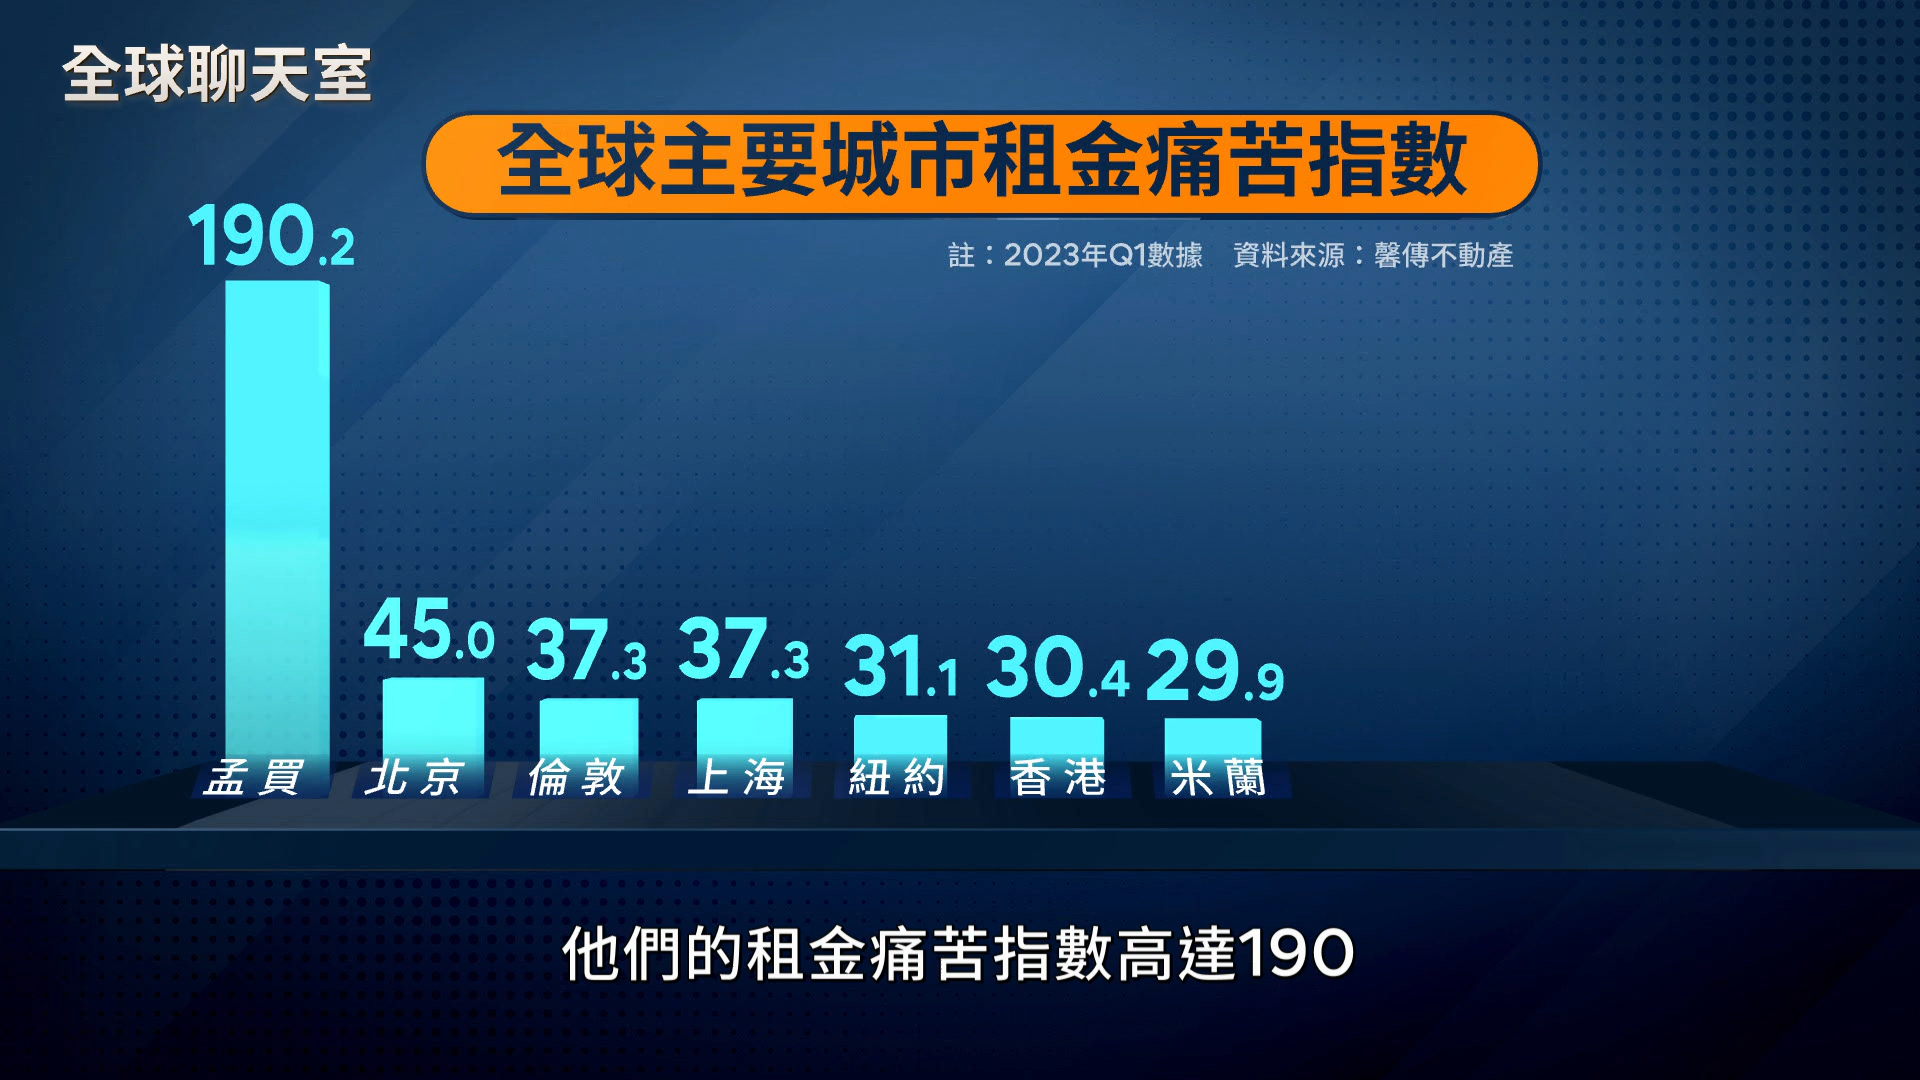 全球聊天室
全球主要城市租金痛苦指數
註：2023年Q1數據　資料來源：馨傳不動產
190.2
45.0
37.3
37.3
31.1
30.4
29.9
孟買
北京
倫敦
上海
紐約
香港
米蘭
他們的租金痛苦指數高達190